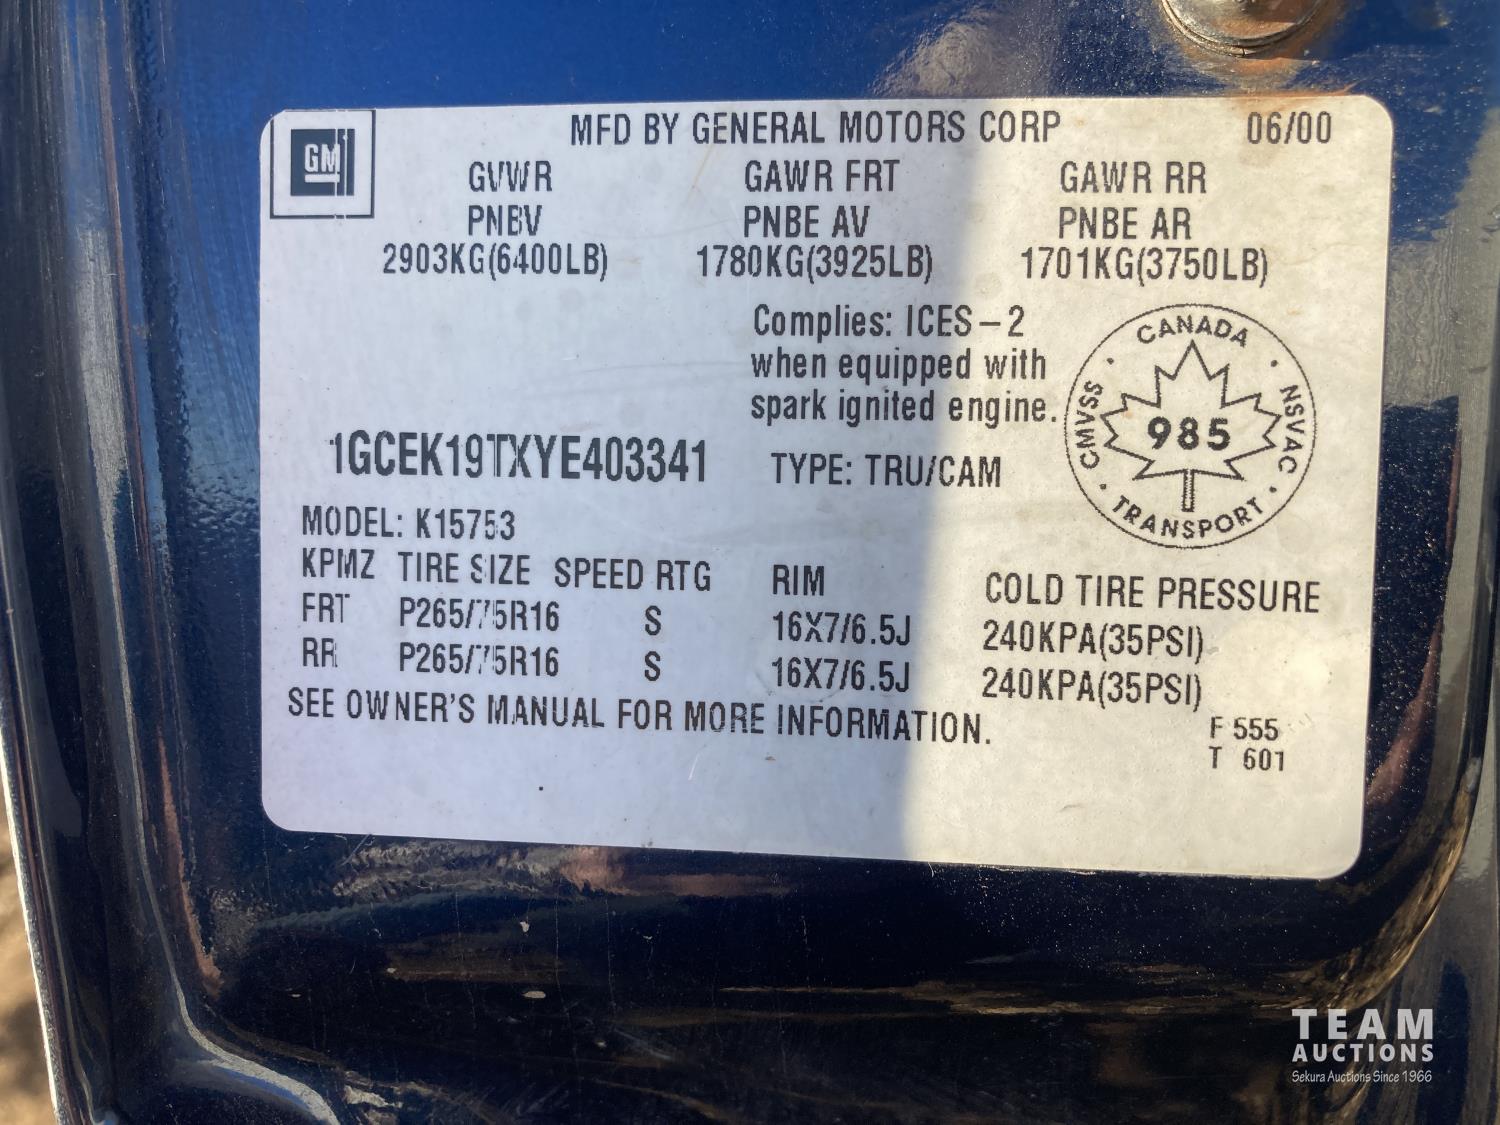 GM
MFD BY GENERAL MOTORS CORP 06/00
GVWR GAWR FRT GAWR RR
PNBV PNBE AV PNBE AR
2903KG(6400LB) 1780KG(3925LB) 1701KG(3750LB)
Complies: ICES-2
when equipped with
spark ignited engine.
CANADA
CMVSS
985
NSVAC
TRANSPORT
1GCEK19TXYE403341 TYPE: TRU/CAM
MODEL: K15753
KPMZ TIRE SIZE SPEED RTG RIM COLD TIRE PRESSURE
FRT P265/75R16 S 16X7/6.5J 240KPA(35PSI)
RR P265/75R16 S 16X7/6.5J 240KPA(35PSI)
SEE OWNER'S MANUAL FOR MORE INFORMATION.
F 555
T 601
TEAM
AUCTIONS
Sekura Auctions Since 1966